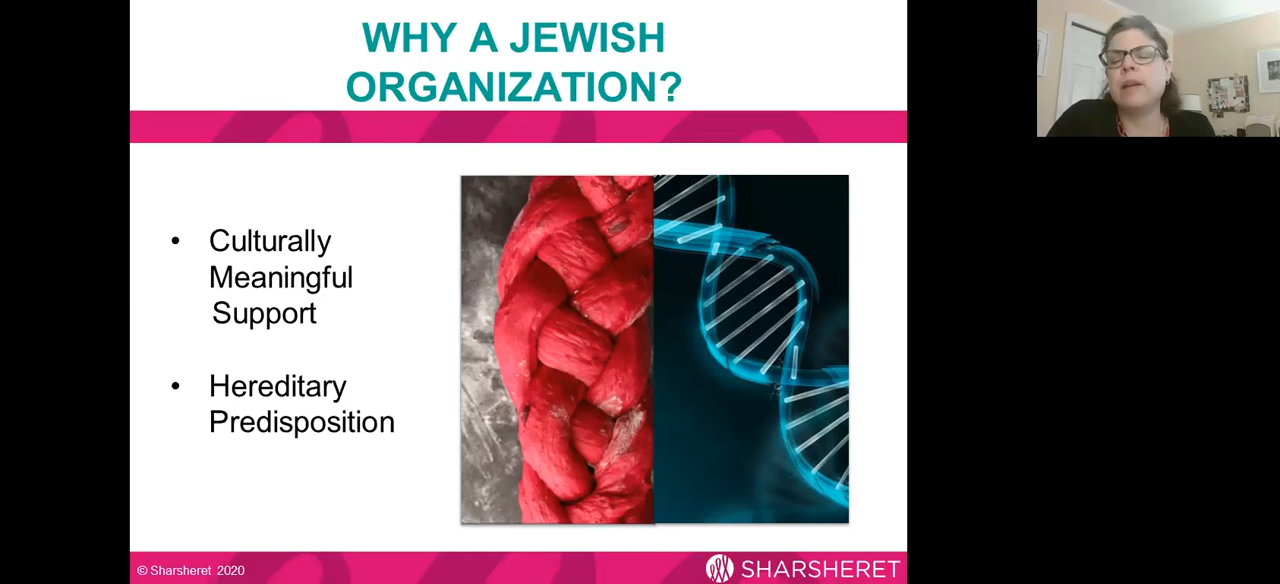 WHY A JEWISH
ORGANIZATION?
• Culturally
Meaningful
Support
• Hereditary
Predisposition
© Sharsheret 2020
SHARSHERET